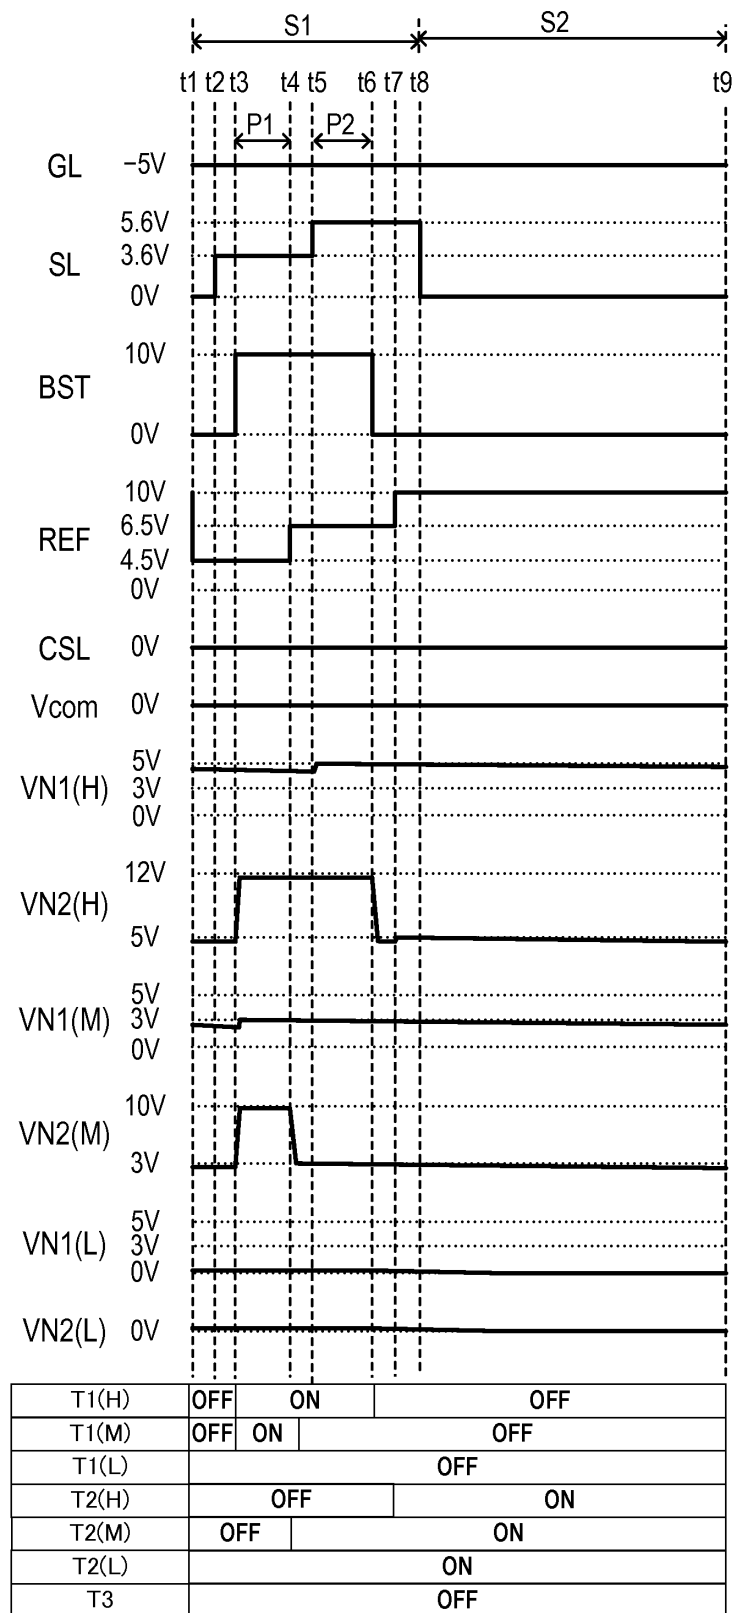 S1 S2
t1 t2 t3 t4 t5 t6 t7 t8 t9
P1 P2
GL −5V
5.6V
SL 3.6V
0V
10V
BST
0V
10V
6.5V
REF
4.5V
0V
CSL 0V
Vcom 0V
5V
VN1(H) 3V
0V
12V
VN2(H)
5V
5V
VN1(M) 3V
0V
10V
VN2(M)
3V
5V
VN1(L) 3V
0V
VN2(L) 0V
T1(H) OFF ON OFF
T1(M) OFF ON OFF
T1(L) OFF
T2(H) OFF ON
T2(M) OFF ON
T2(L) ON
T3 OFF